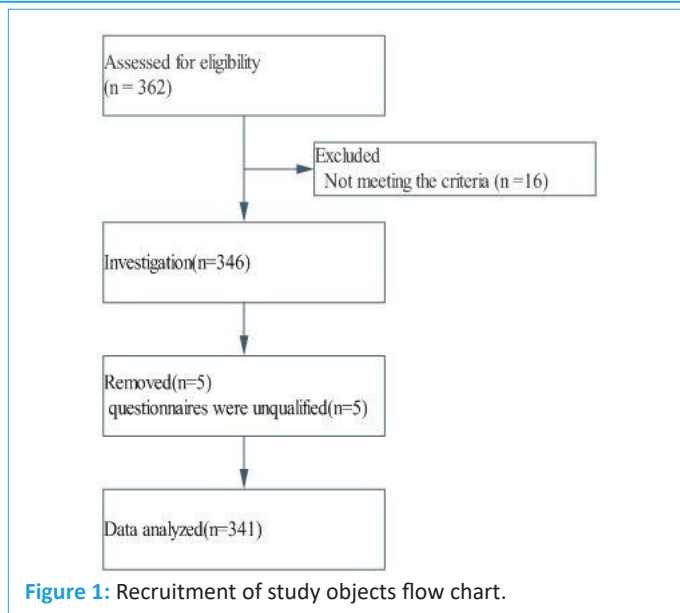 Assessed for eligibility
(n = 362)
Excluded
Not meeting the criteria (n =16)
Investigation(n=346)
Removed(n=5)
questionnaires were unqualified(n=5)
Data analyzed(n=341)
Figure 1: Recruitment of study objects flow chart.